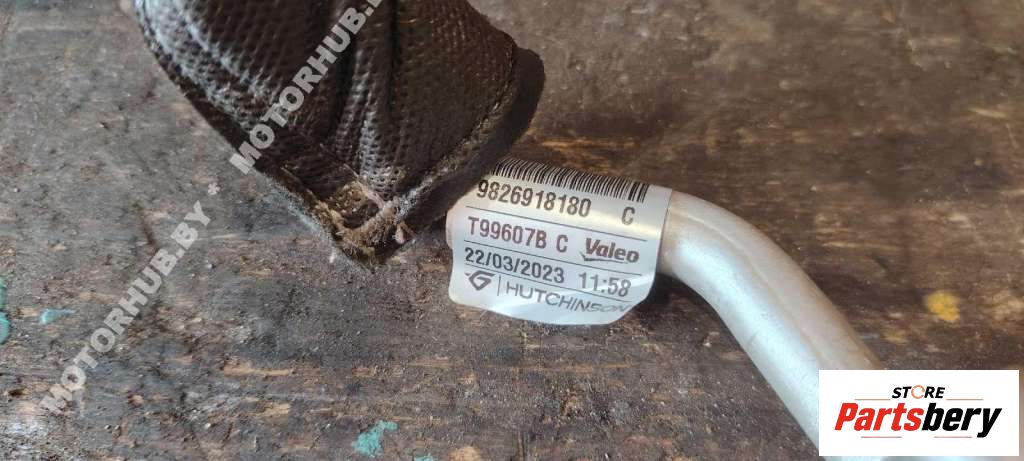 MOTORHUB.BY. MOTORHUB.BY
9826918180 C
T99607B C Valeo
22/03/2023 11:58
G | HUTCHINSON
STORE
Partsbery